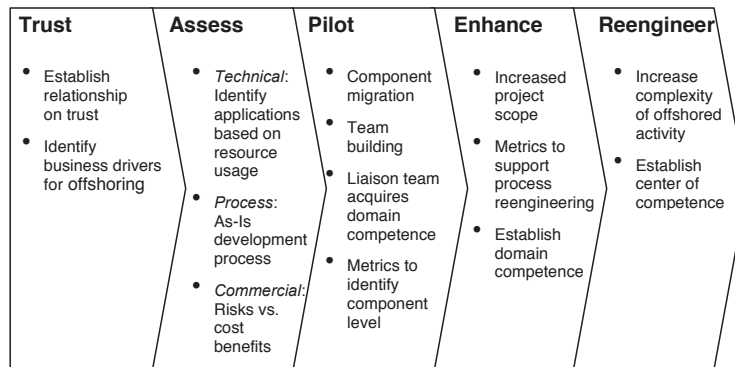 Trust
• Establish
relationship
on trust
• Identify
business drivers
for offshoring
Assess
• Technical:
Identify
applications
based on
resource
usage
• Process:
As-Is
development
process
• Commercial:
Risks vs.
cost
benefits
Pilot
• Component
migration
• Team
building
• Liaison team
acquires
domain
competence
• Metrics to
identify
component
level
Enhance
• Increased
project
scope
• Metrics to
support
process
reengineering
• Establish
domain
competence
Reengineer
• Increase
complexity
of offshored
activity
• Establish
center of
competence